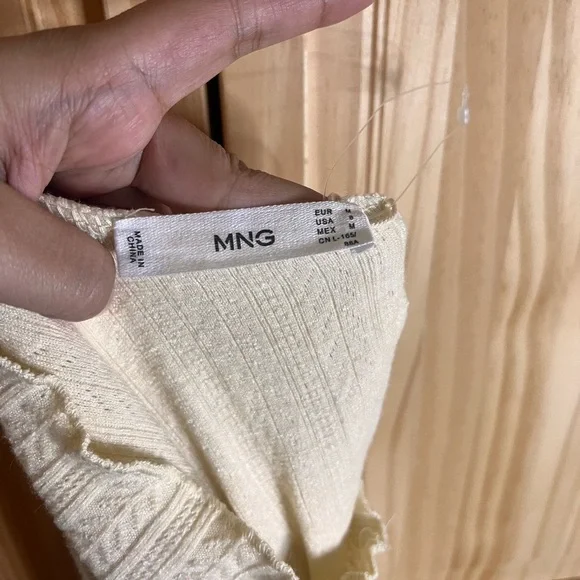 MADE IN
CHINA
MNG
EUR M
USA
MEX M
CN L-165/
88A